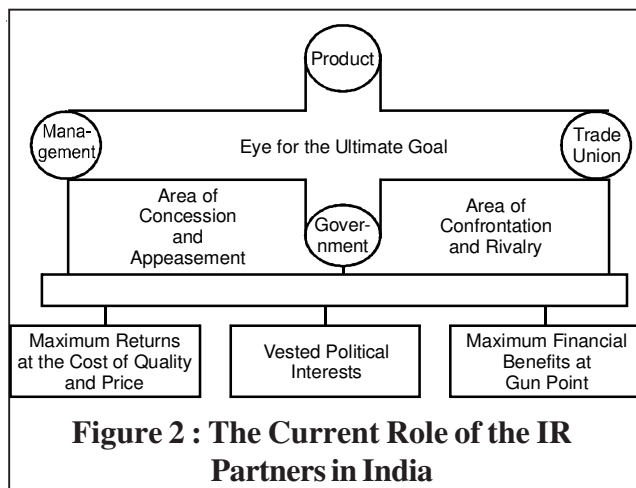 Product
Mana-
gement
Eye for the Ultimate Goal
Trade
Union
Area of
Concession
and
Appeasement
Govern-
ment
Area of
Confrontation
and Rivalry
Maximum Returns
at the Cost of Quality
and Price
Vested Political
Interests
Maximum Financial
Benefits at
Gun Point
Figure 2 : The Current Role of the IR
Partners in India